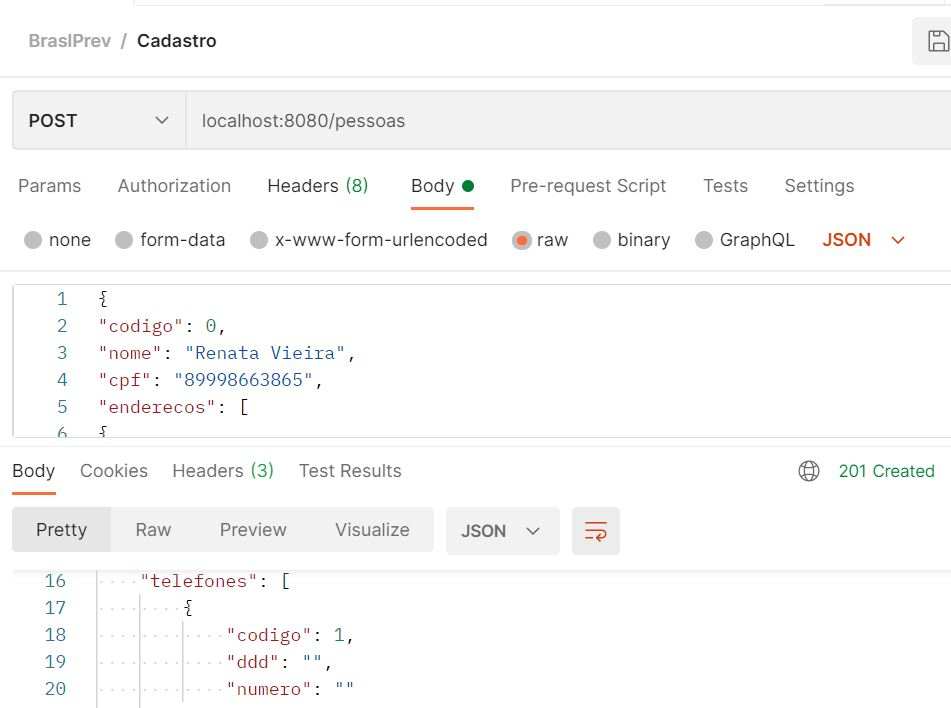 BraslPrev / Cadastro
POST localhost:8080/pessoas
Params Authorization Headers (8) Body Pre-request Script Tests Settings
none form-data x-www-form-urlencoded raw binary GraphQL JSON
1 {
2 "codigo": 0,
3 "nome": "Renata Vieira",
4 "cpf": "89998663865",
5 "enderecos": [
6 {
Body Cookies Headers (3) Test Results 201 Created
Pretty Raw Preview Visualize JSON
16 "telefones": [
17 {
18 "codigo": 1,
19 "ddd": "",
20 "numero": ""